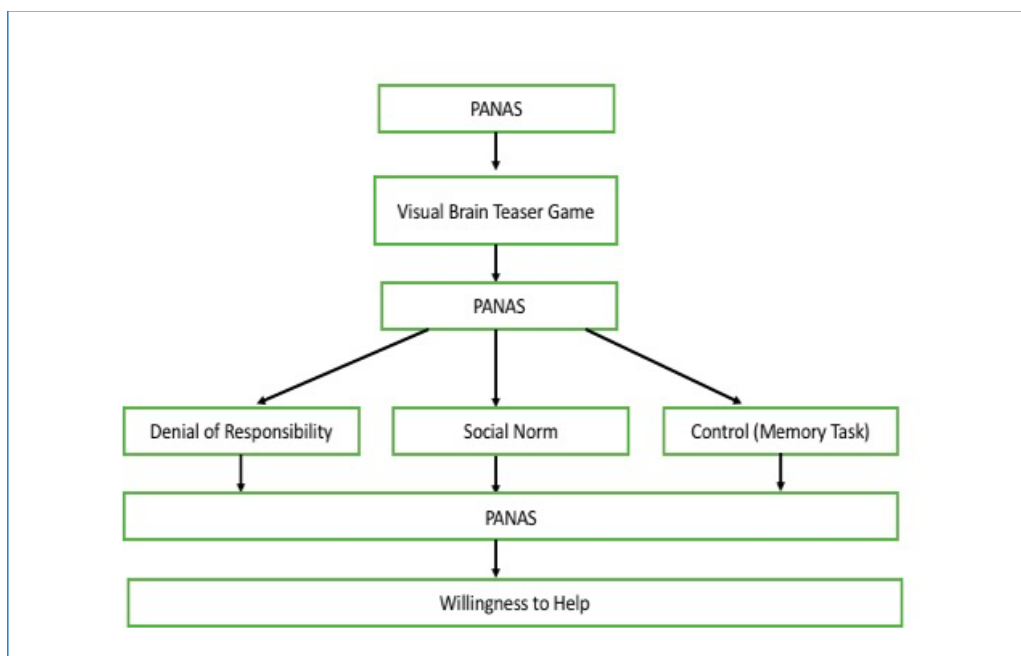 PANAS
Visual Brain Teaser Game
PANAS
Denial of Responsibility
Social Norm
Control (Memory Task)
PANAS
Willingness to Help